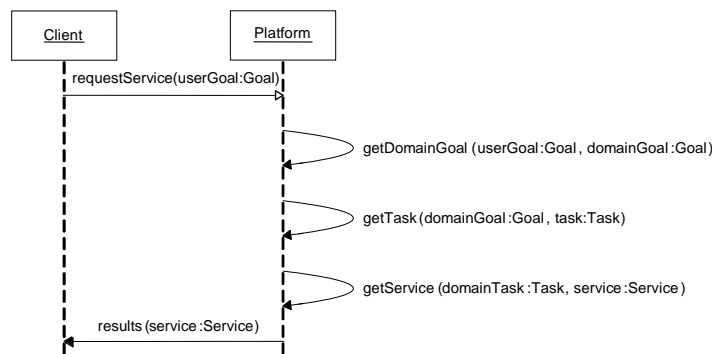 Client
Platform
requestService(userGoal:Goal)
getDomainGoal(userGoal:Goal, domainGoal:Goal)
getTask(domainGoal:Goal, task:Task)
getService(domainTask:Task, service:Service)
results(service:Service)